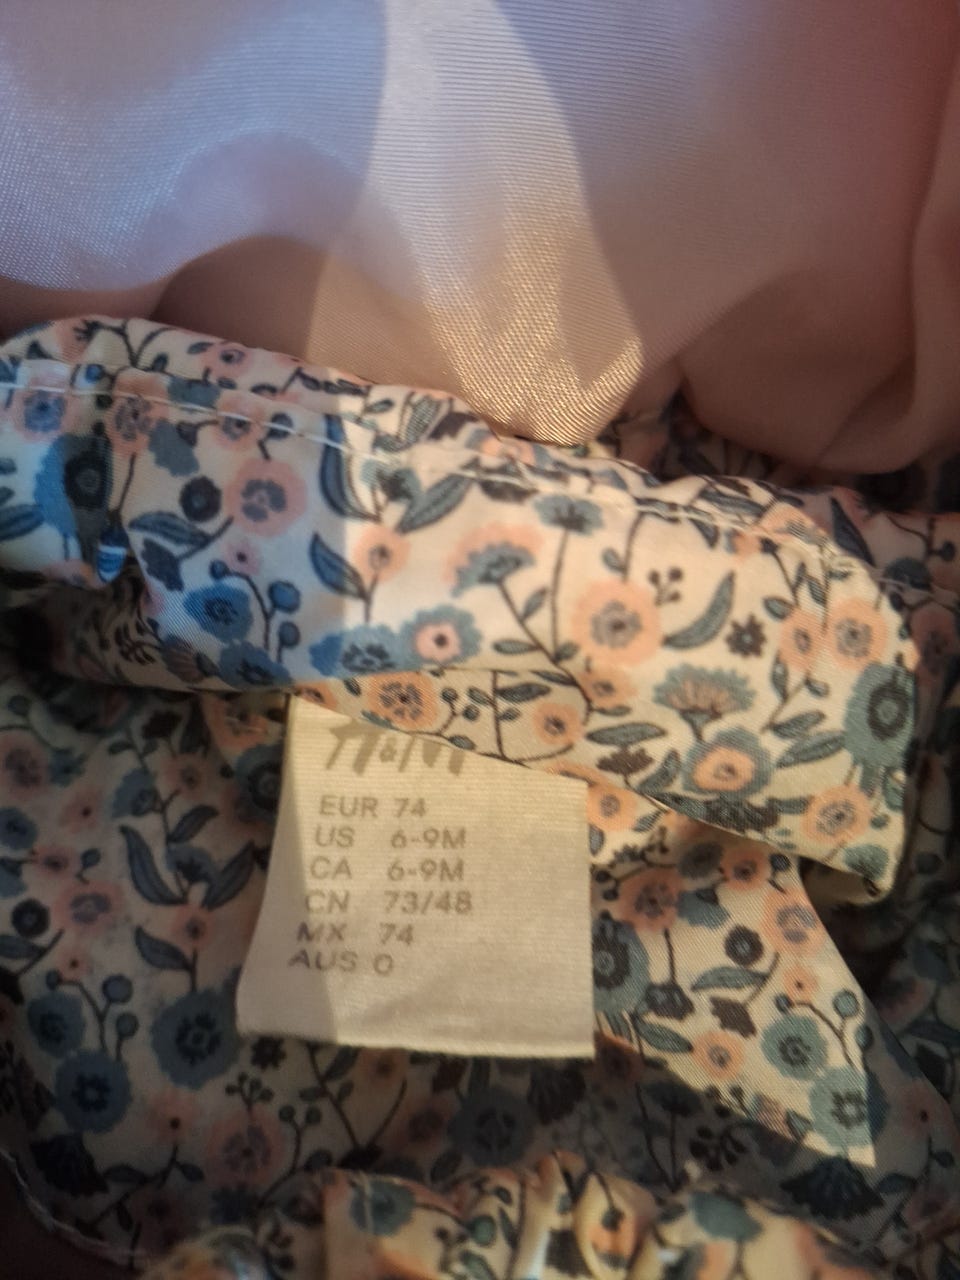 H&M
EUR 74
US 6-9M
CA 6-9M
CN 73/48
MX 74
AUS 0